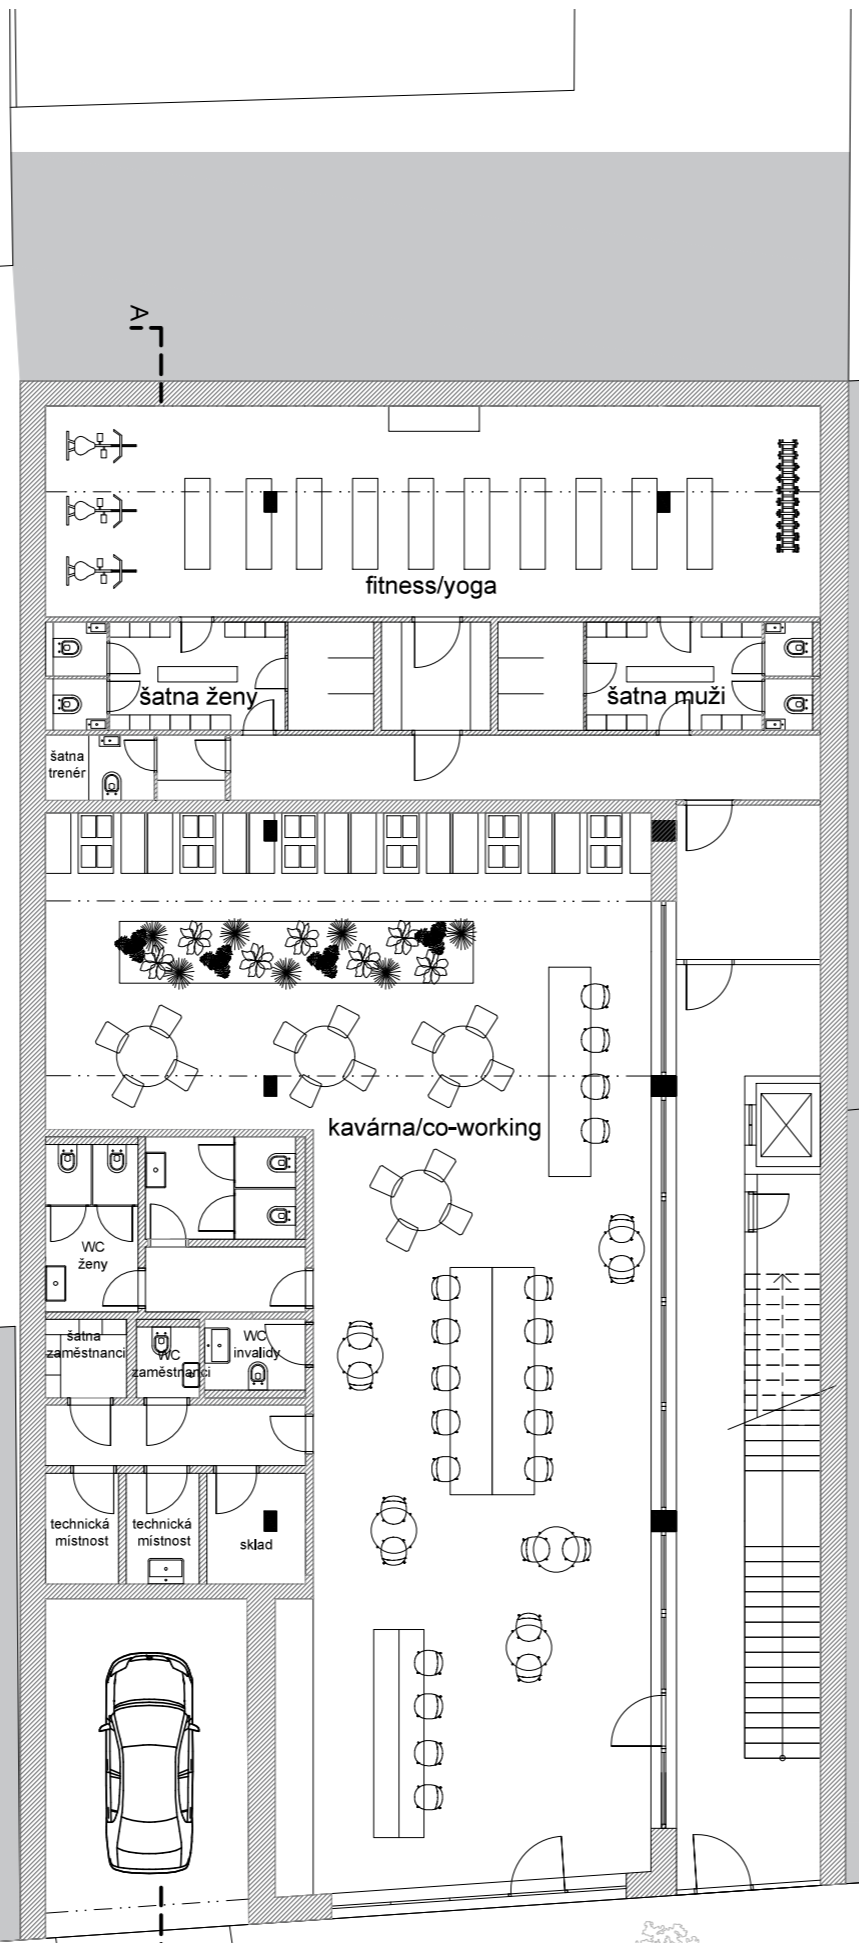 A
fitness/yoga
šatna ženy
šatna muži
šatna
trenér
kavárna/co-working
WC
ženy
šatna
zaměstnanci
WC
zaměstnanci
WC
invalidy
technická
místnost
technická
místnost
sklad